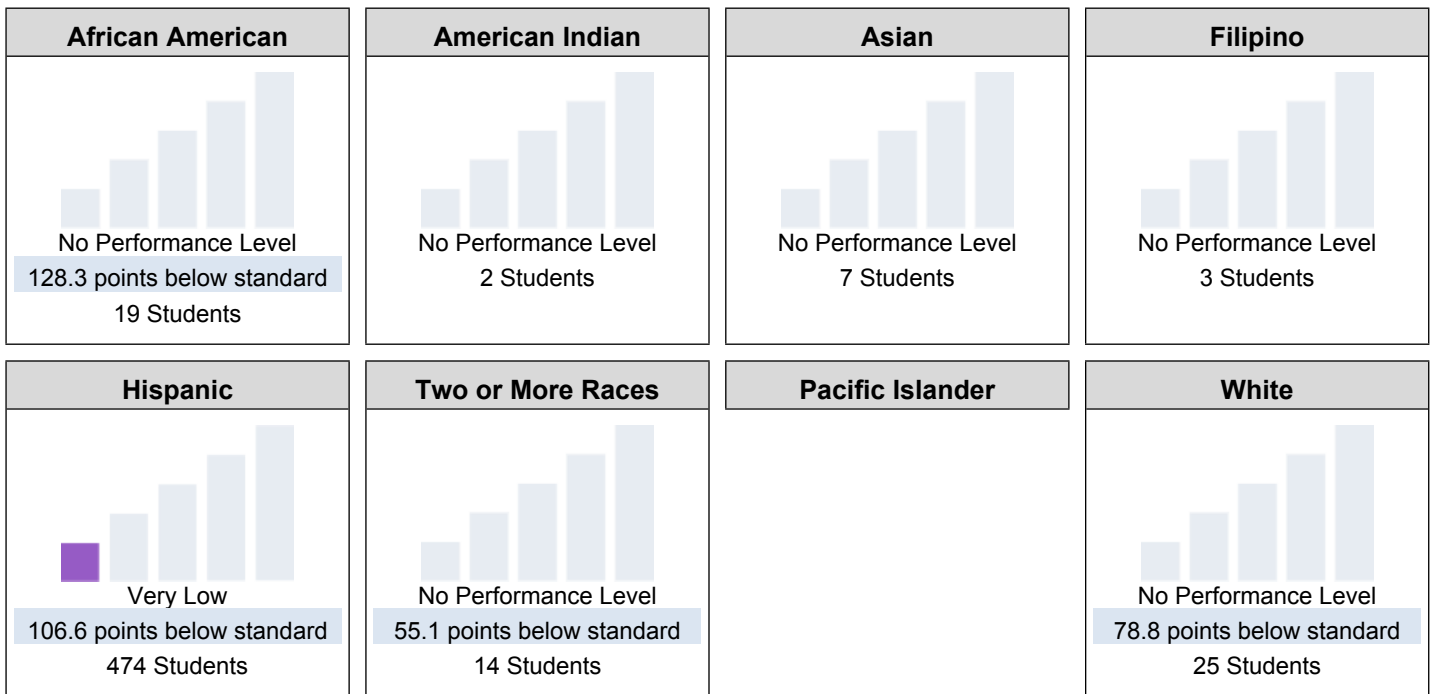 African American
No Performance Level
128.3 points below standard
19 Students
American Indian
No Performance Level
2 Students
Asian
No Performance Level
7 Students
Filipino
No Performance Level
3 Students
Hispanic
Very Low
106.6 points below standard
474 Students
Two or More Races
No Performance Level
55.1 points below standard
14 Students
Pacific Islander
White
No Performance Level
78.8 points below standard
25 Students